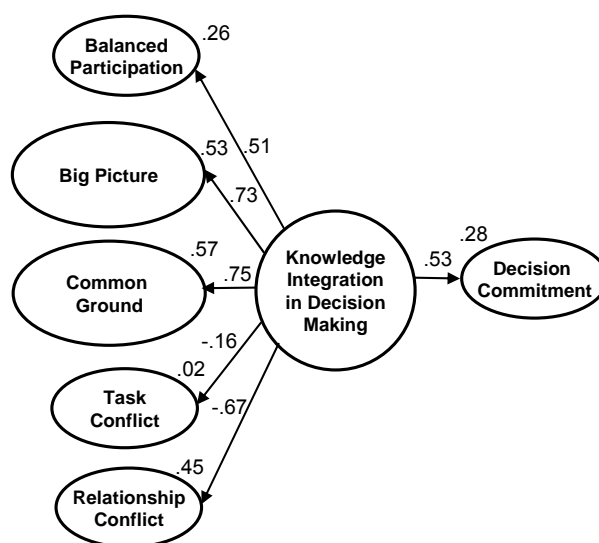 .26
Balanced
Participation
.51
.53
Big Picture
.73
.57
Common
Ground
.75
Knowledge
Integration
in Decision
Making
.28
.53
Decision
Commitment
-.16
.02
Task
Conflict
-.67
.45
Relationship
Conflict